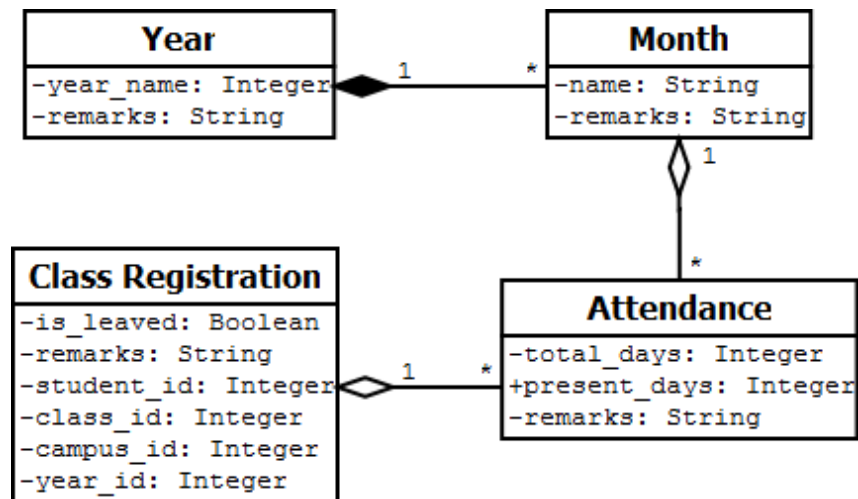 Year
-year_name: Integer
-remarks: String
1
*
Month
-name: String
-remarks: String
1
*
Class Registration
-is_leaved: Boolean
-remarks: String
-student_id: Integer
-class_id: Integer
-campus_id: Integer
-year_id: Integer
1
*
Attendance
-total_days: Integer
+present_days: Integer
-remarks: String